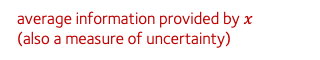 average information provided by x
(also a measure of uncertainty)